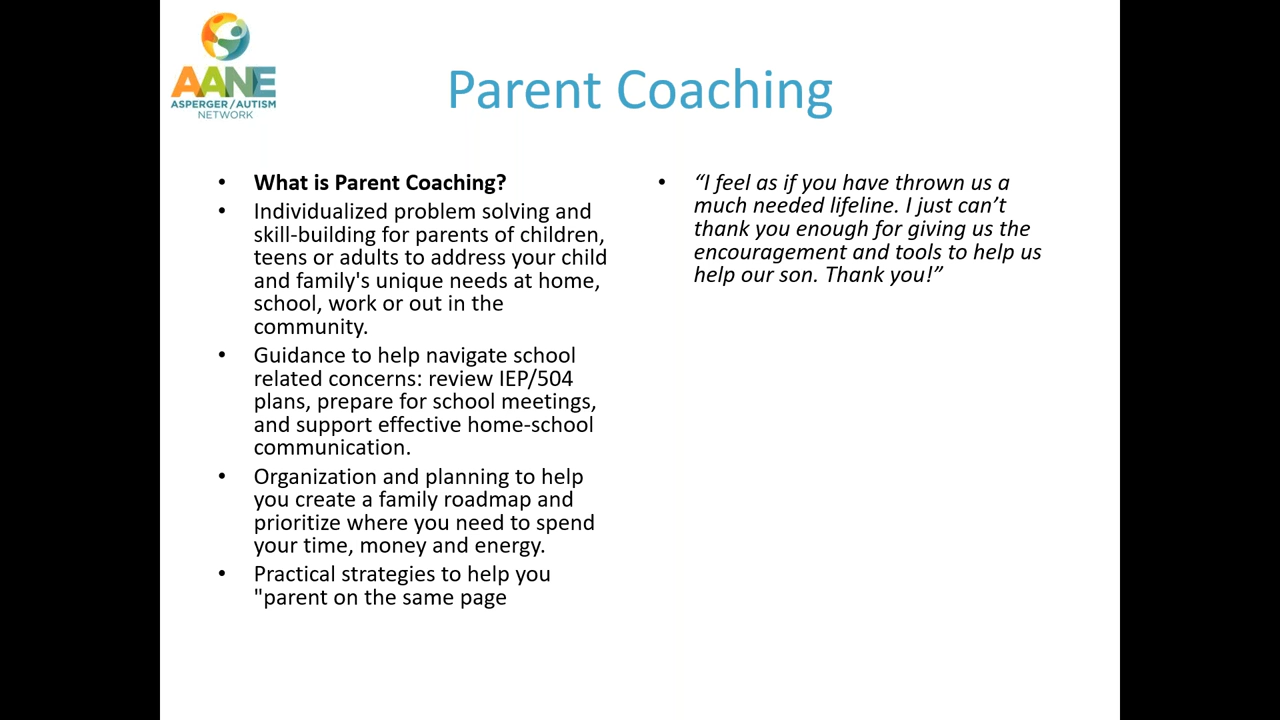 AANE
ASPERGER/AUTISM
NETWORK
Parent Coaching
• What is Parent Coaching?
• Individualized problem solving and
skill-building for parents of children,
teens or adults to address your child
and family's unique needs at home,
school, work or out in the
community.
• Guidance to help navigate school
related concerns: review IEP/504
plans, prepare for school meetings,
and support effective home-school
communication.
• Organization and planning to help
you create a family roadmap and
prioritize where you need to spend
your time, money and energy.
• Practical strategies to help you
"parent on the same page
• “I feel as if you have thrown us a
much needed lifeline. I just can’t
thank you enough for giving us the
encouragement and tools to help us
help our son. Thank you!”